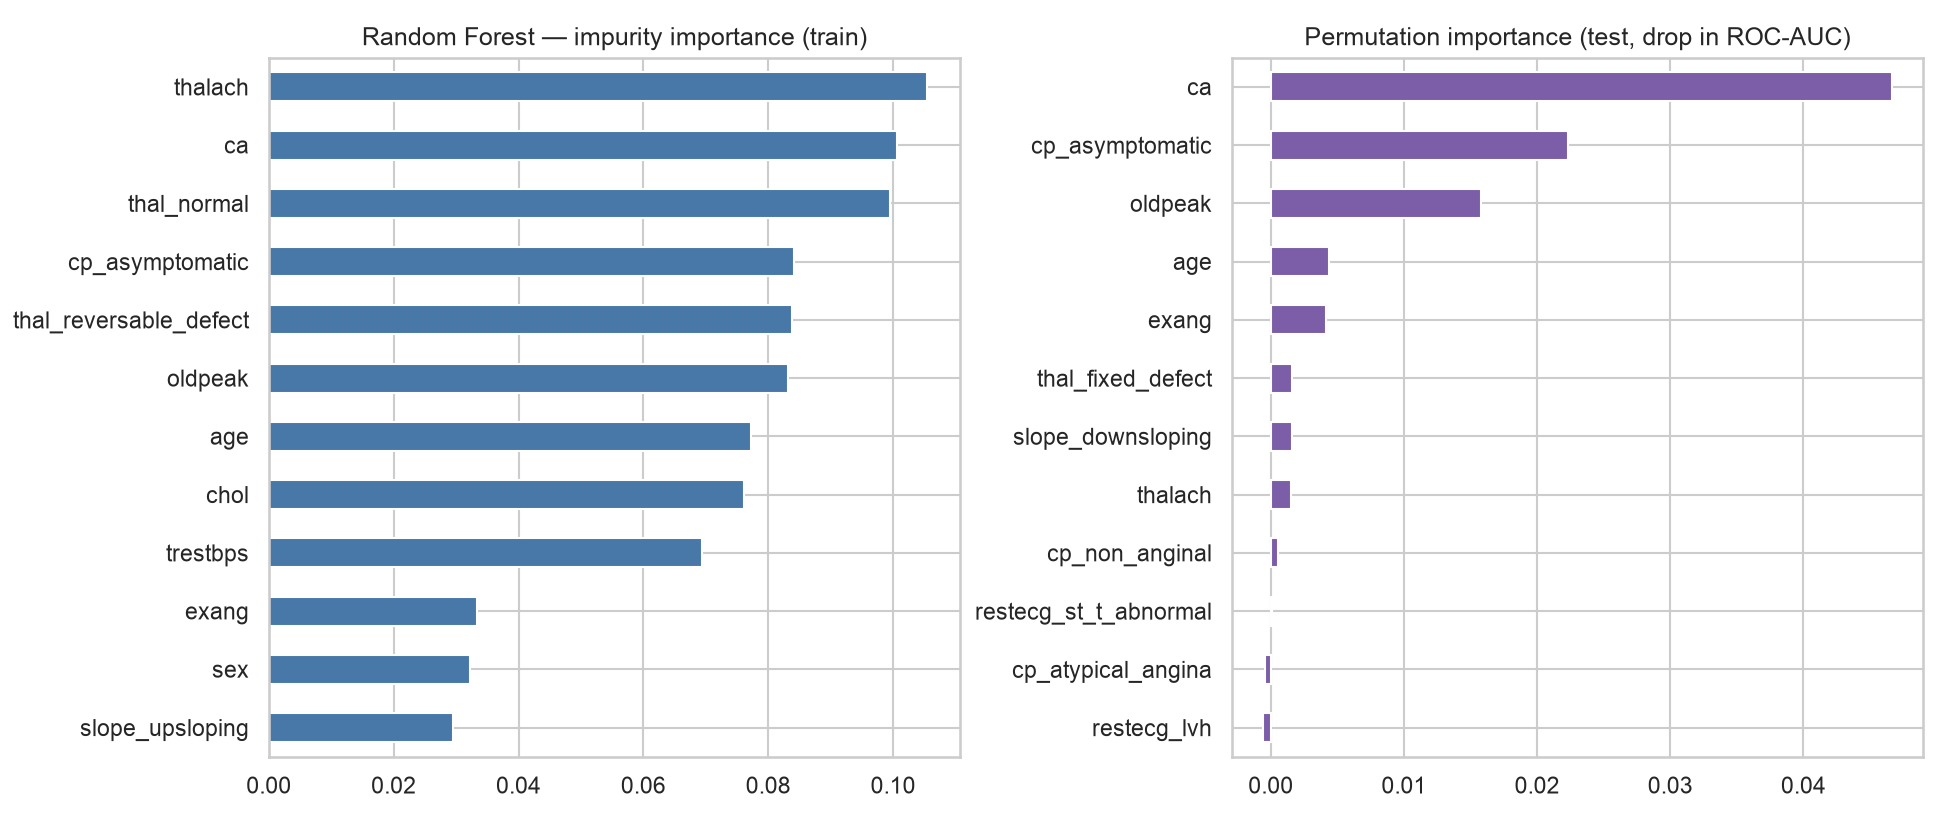 Random Forest — impurity importance (train)
thalach
ca
thal_normal
cp_asymptomatic
thal_reversable_defect
oldpeak
age
chol
trestbps
exang
sex
slope_upsloping
0.00 0.02 0.04 0.06 0.08 0.10
Permutation importance (test, drop in ROC-AUC)
ca
cp_asymptomatic
oldpeak
age
exang
thal_fixed_defect
slope_downsloping
thalach
cp_non_anginal
restecg_st_t_abnormal
cp_atypical_angina
restecg_lvh
0.00 0.01 0.02 0.03 0.04